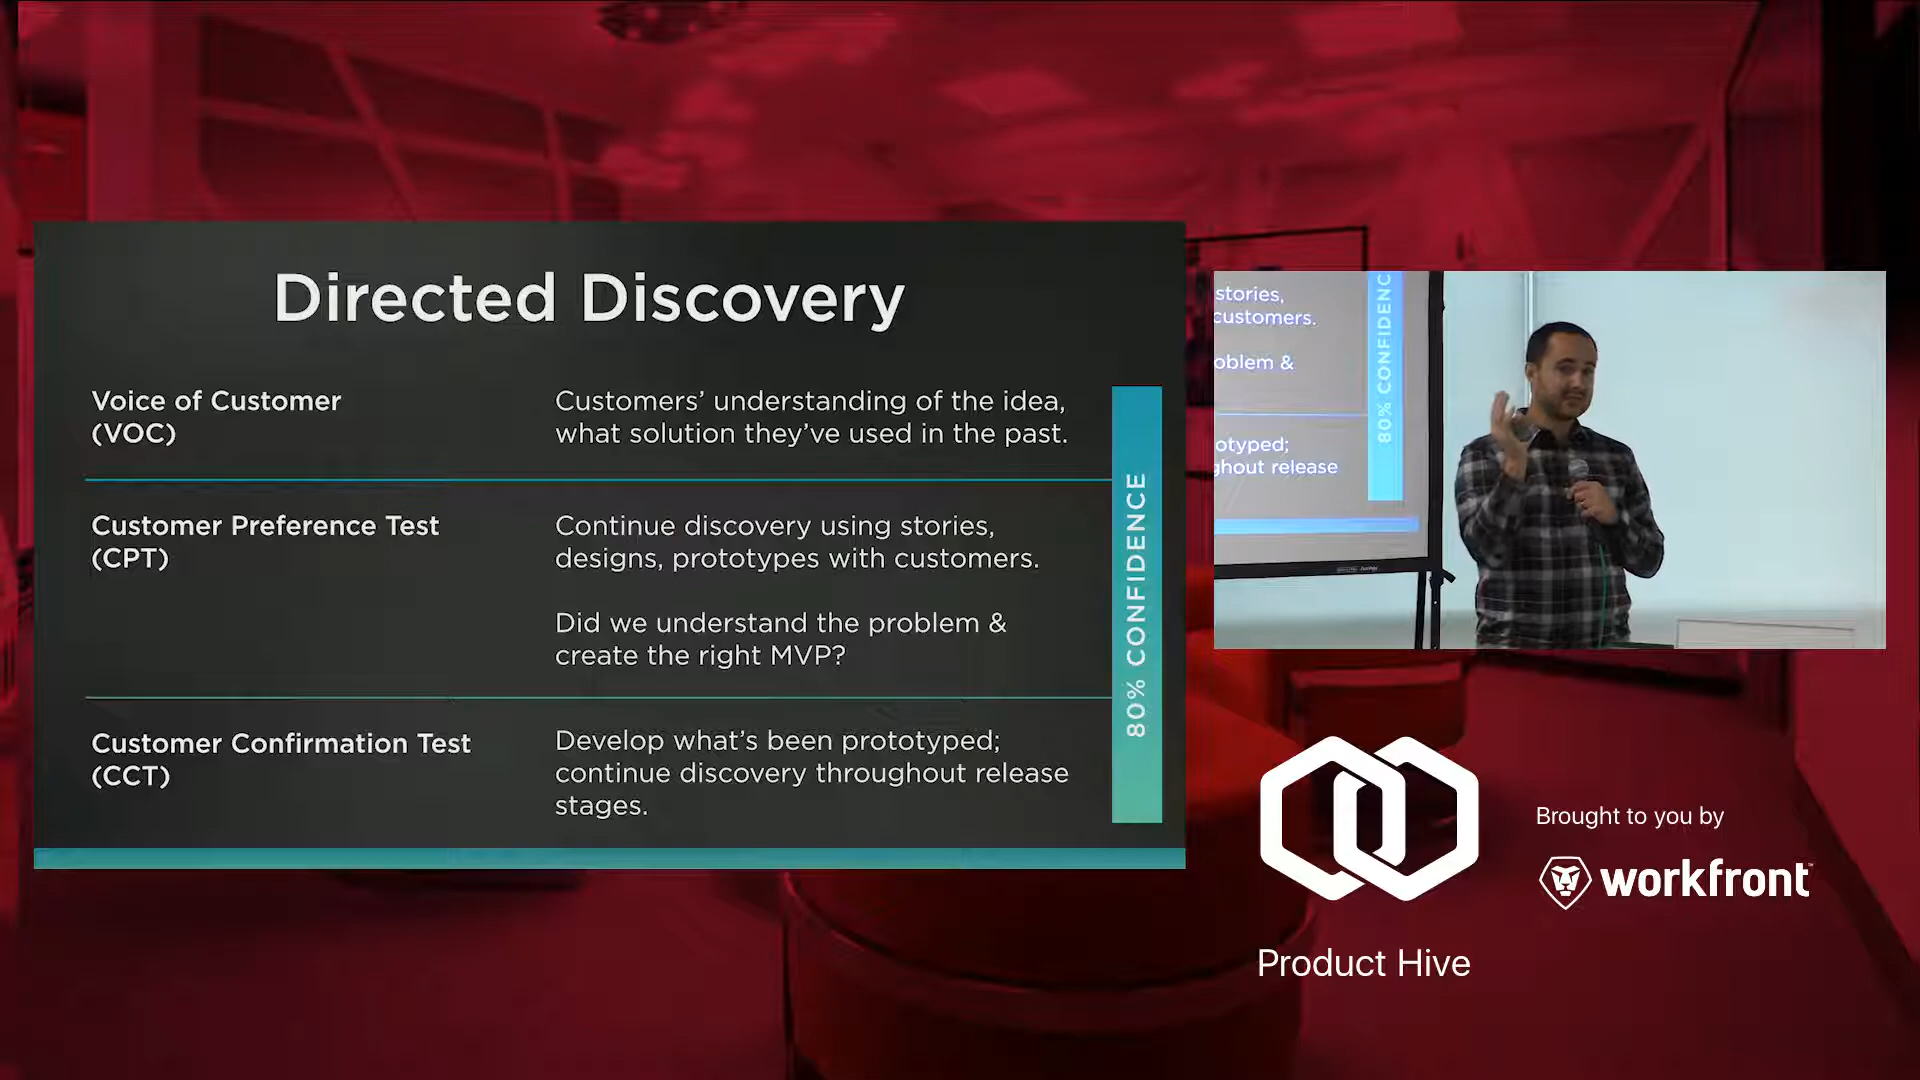 Directed Discovery
Voice of Customer
(VOC)
Customers’ understanding of the idea,
what solution they’ve used in the past.
Customer Preference Test
(CPT)
Continue discovery using stories,
designs, prototypes with customers.
Did we understand the problem &
create the right MVP?
Customer Confirmation Test
(CCT)
Develop what’s been prototyped;
continue discovery throughout release
stages.
80% CONFIDENCE
stories,
customers.
oblem &
otyped;
ghout release
80% CONFIDENC
Product Hive
Brought to you by
workfront